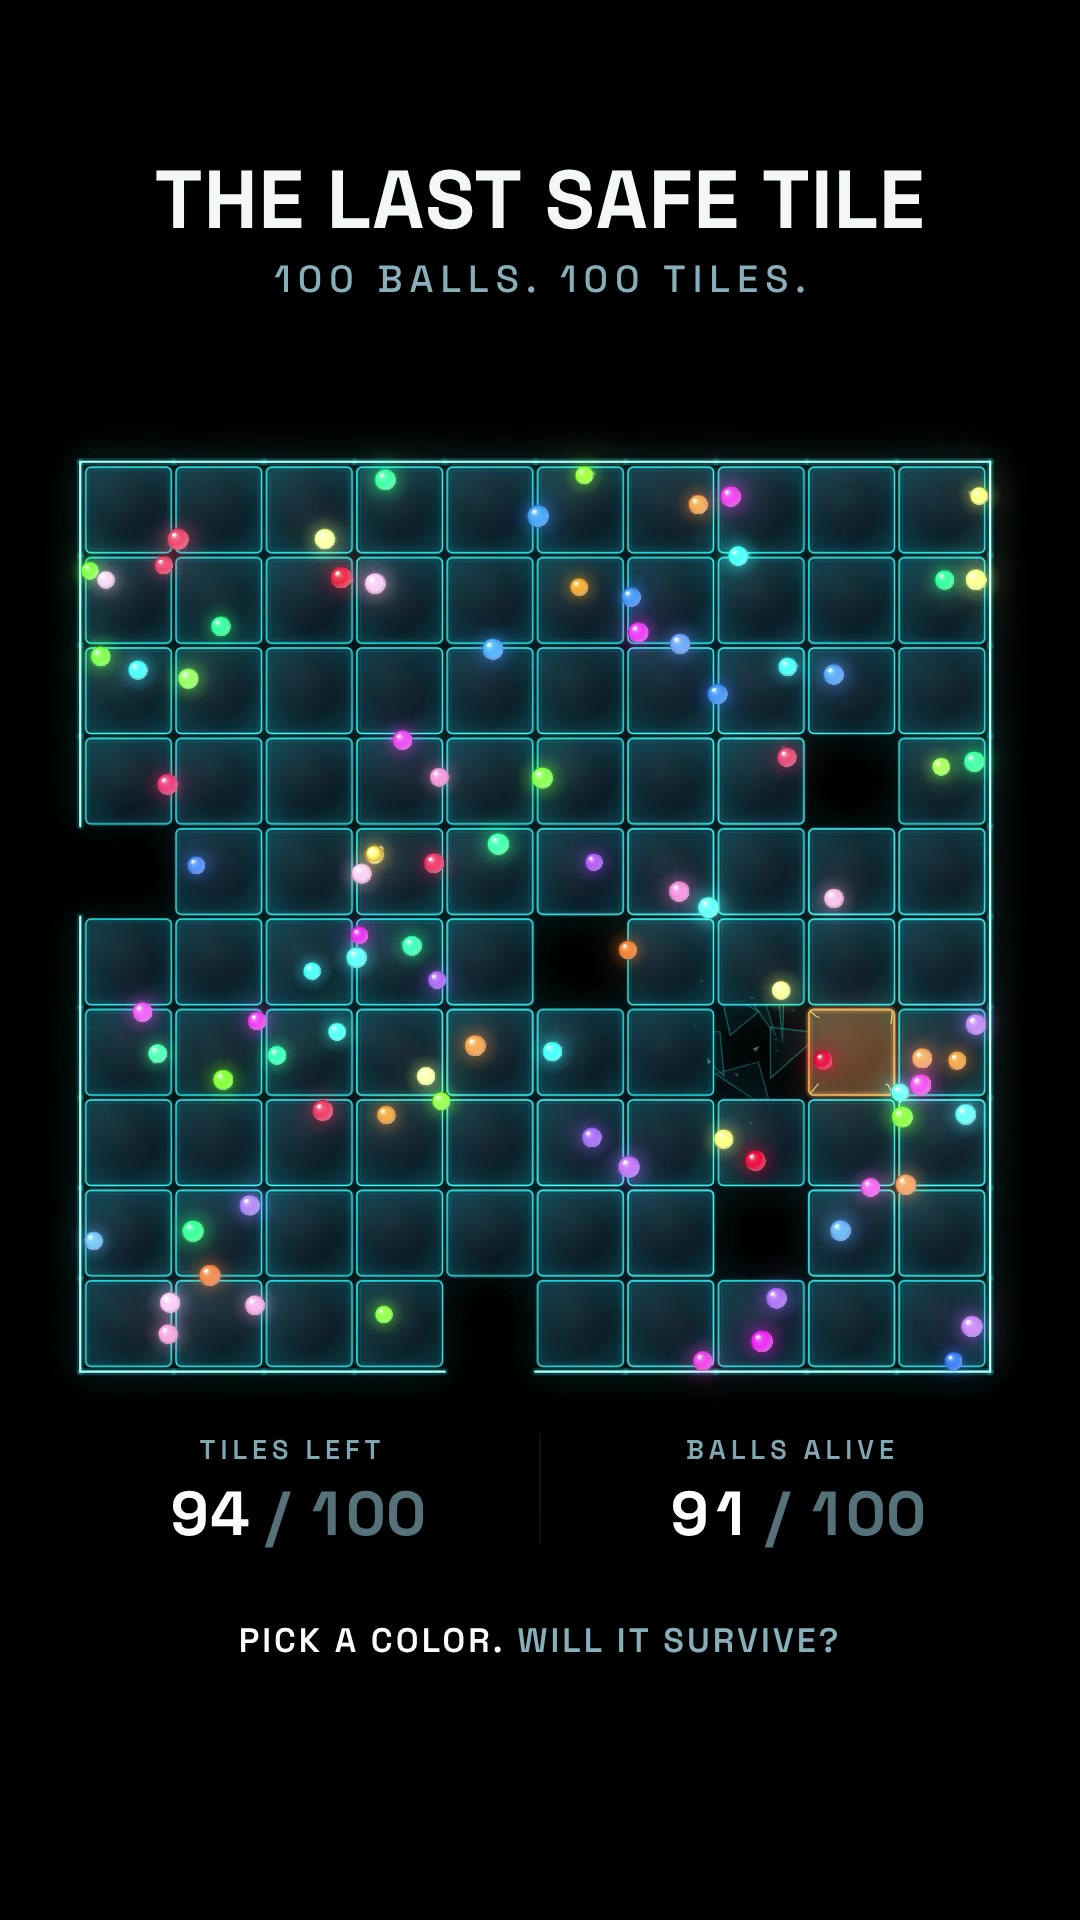 THE LAST SAFE TILE
100 BALLS. 100 TILES.
TILES LEFT
94 / 100
BALLS ALIVE
91 / 100
PICK A COLOR. WILL IT SURVIVE?